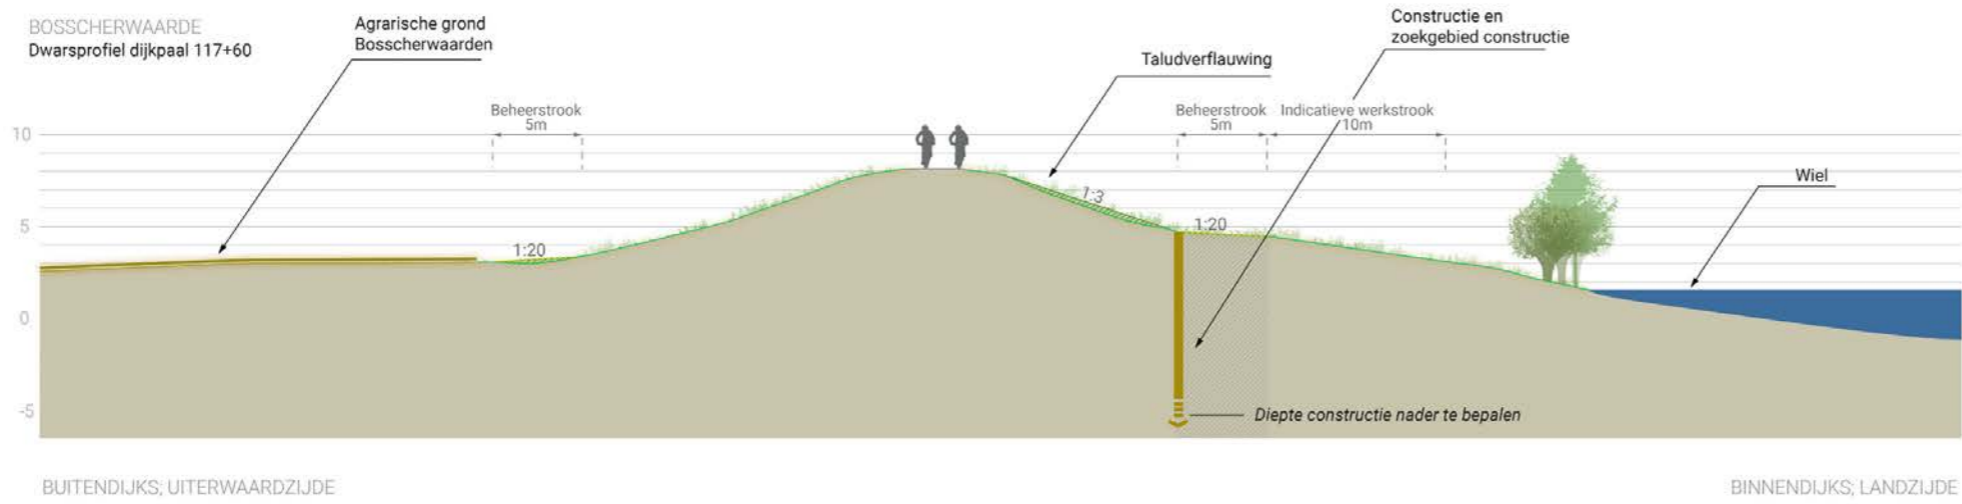 BOSSCHERWAARDE
Dwarsprofiel dijkpaal 117+60
Agrarische grond
Bosscherwaarden
Constructie en
zoekgebied constructie
Taludverflauwing
Beheerstrook
5m
Beheerstrook
5m
Indicatieve werkstrook
10m
Wiel
10
5
0
-5
1:20
1:3
1:20
Diepte constructie nader te bepalen
BUITENDIJKS; UITERWAARDZIJDE
BINNENDIJKS; LANDZIJDE